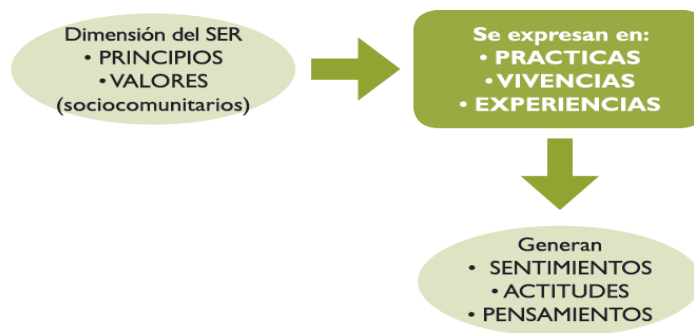 Dimensión del SER
• PRINCIPIOS
• VALORES
(sociocomunitarios)
Se expresan en:
• PRACTICAS
• VIVENCIAS
• EXPERIENCIAS
Generan
• SENTIMIENTOS
• ACTITUDES
• PENSAMIENTOS